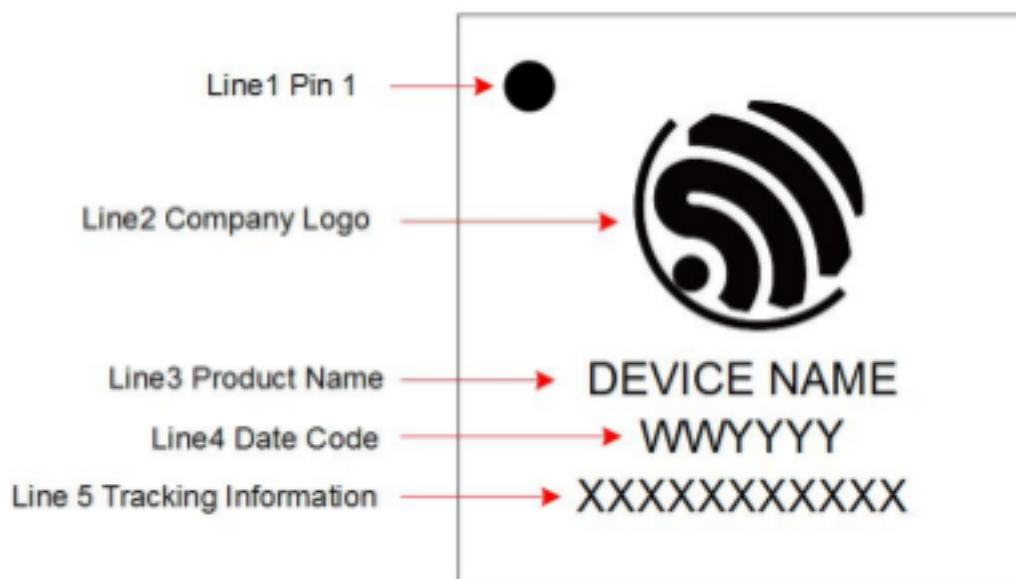 Line1 Pin 1
Line2 Company Logo
Line3 Product Name
DEVICE NAME
Line4 Date Code
WWYYYY
Line 5 Tracking Information
XXXXXXXXXXX